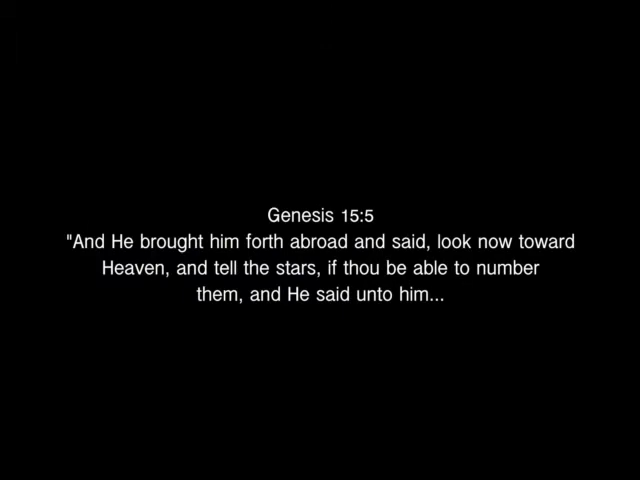 Genesis 15:5
"And He brought him forth abroad and said, look now toward
Heaven, and tell the stars, if thou be able to number
them, and He said unto him...